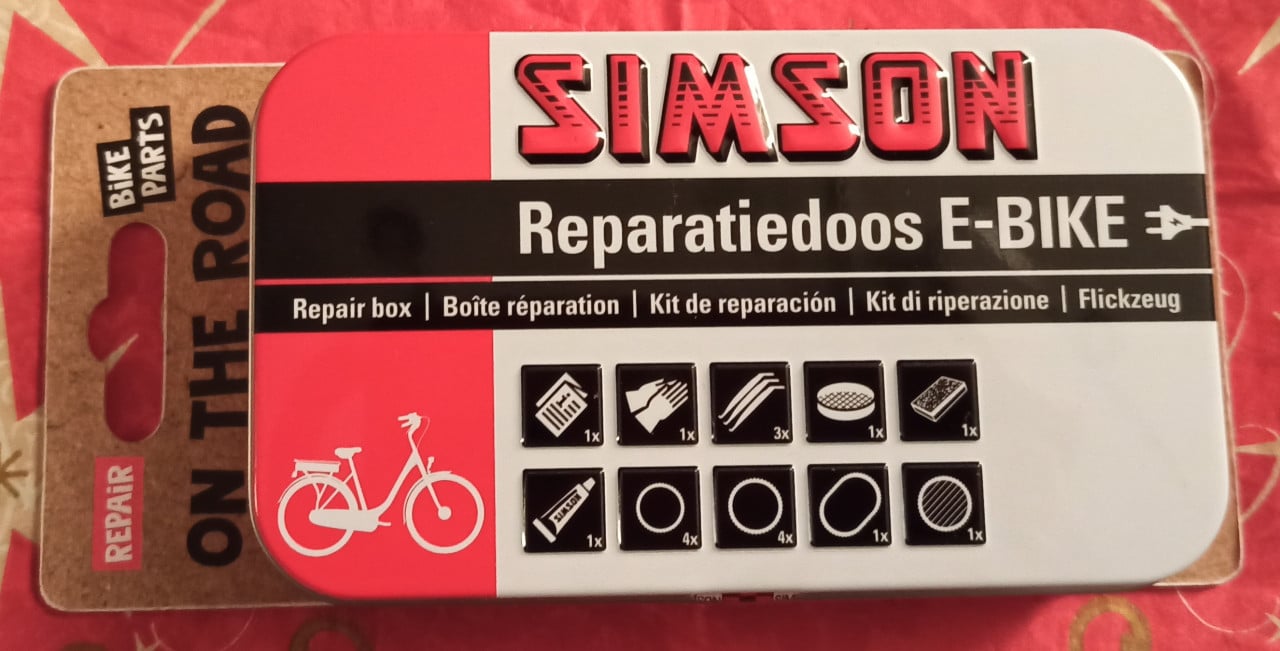 BiKE
PARTS
ON THE ROAD
REPAiR
SIMSON
Reparatiedoos E-BIKE
Repair box | Boîte réparation | Kit de reparación | Kit di riperazione | Flickzeug
1x
1x
3x
1x
1x
SIMSON
1x
4x
4x
1x
1x